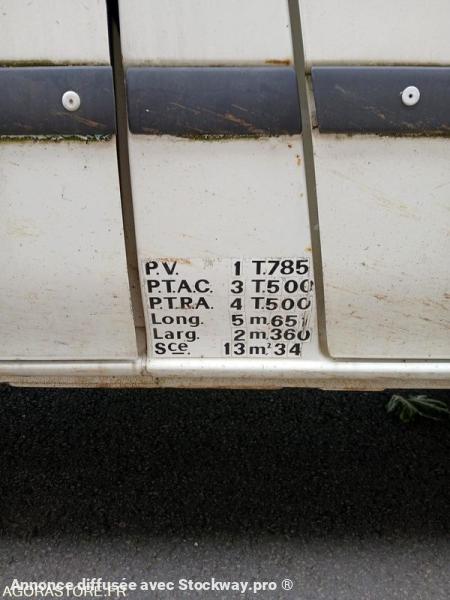 P.V. 1 T.785
P.T.A.C. 3 T.500
P.T.R.A. 4 T.500
Long. 5 m.651
Larg. 2 m.360
Sce. 13 m² 34
AGORASTORE.FR
Annonce diffusée avec Stockway.pro ®